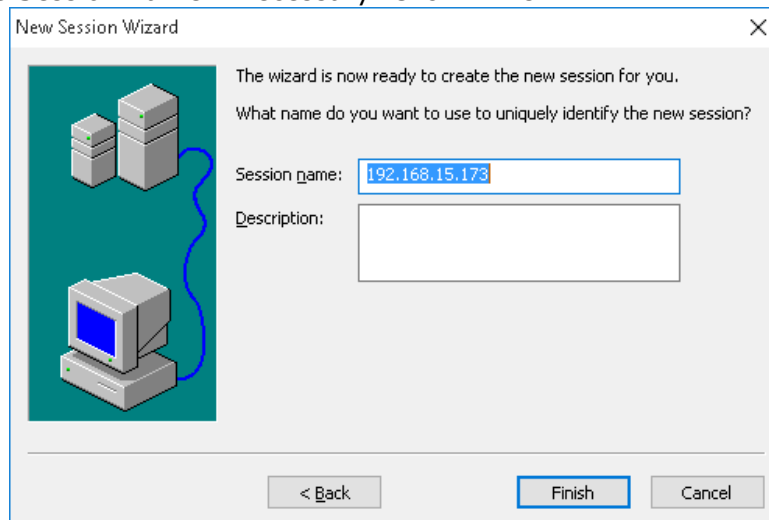 New Session Wizard
The wizard is now ready to create the new session for you.
What name do you want to use to uniquely identify the new session?
Session name: 192.168.15.173
Description:
< Back Finish Cancel